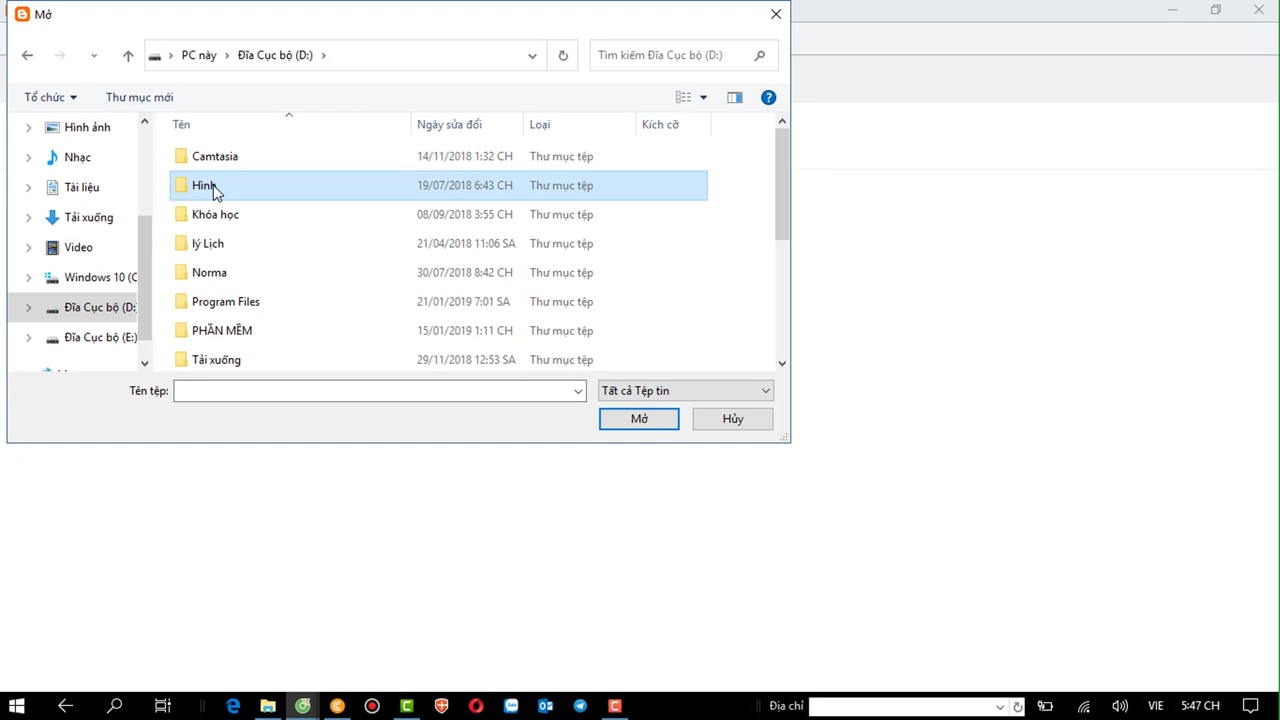 Mở
PC này
Đĩa Cục bộ (D:)
Tìm kiếm Đĩa Cục bộ (D:)
Tổ chức
Thư mục mới
Hình ảnh
Nhạc
Tài liệu
Tải xuống
Video
Windows 10 (C
Đĩa Cục bộ (D:
Đĩa Cục bộ (E:)
Tên Ngày sửa đổi Loại Kích cỡ
Camtasia 14/11/2018 1:32 CH Thư mục tệp
Hình 19/07/2018 6:43 CH Thư mục tệp
Khóa học 08/09/2018 3:55 CH Thư mục tệp
lý Lịch 21/04/2018 11:06 SA Thư mục tệp
Norma 30/07/2018 8:42 CH Thư mục tệp
Program Files 21/01/2019 7:01 SA Thư mục tệp
PHẦN MỀM 15/01/2019 1:11 CH Thư mục tệp
Tải xuống 29/11/2018 12:53 SA Thư mục tệp
Tên tệp:
Tất cả Tệp tin
Mở
Hủy
Địa chỉ
VIE
5:47 CH